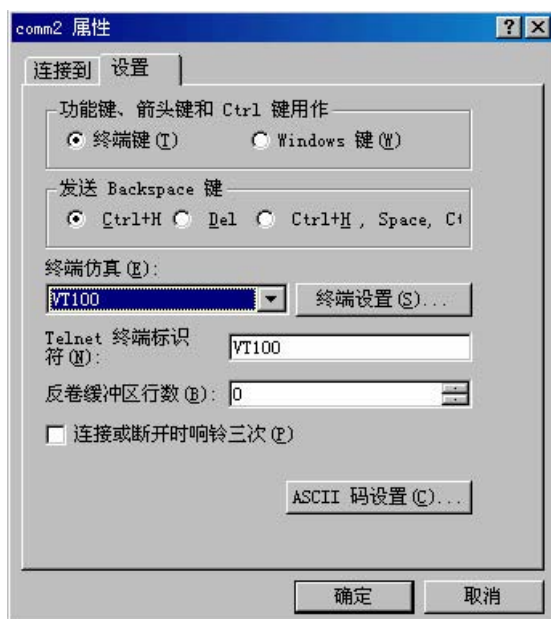 comm2 属性
连接到 设置
功能键、箭头键和 Ctrl 键用作
终端键(T) Windows 键(W)
发送 Backspace 键
Ctrl+H Del Ctrl+H , Space, Ct
终端仿真(E):
VT100 终端设置(S)...
Telnet 终端标识
符(N): VT100
反卷缓冲区行数(B): 0
连接或断开时响铃三次(P)
ASCII 码设置(C)...
确定 取消